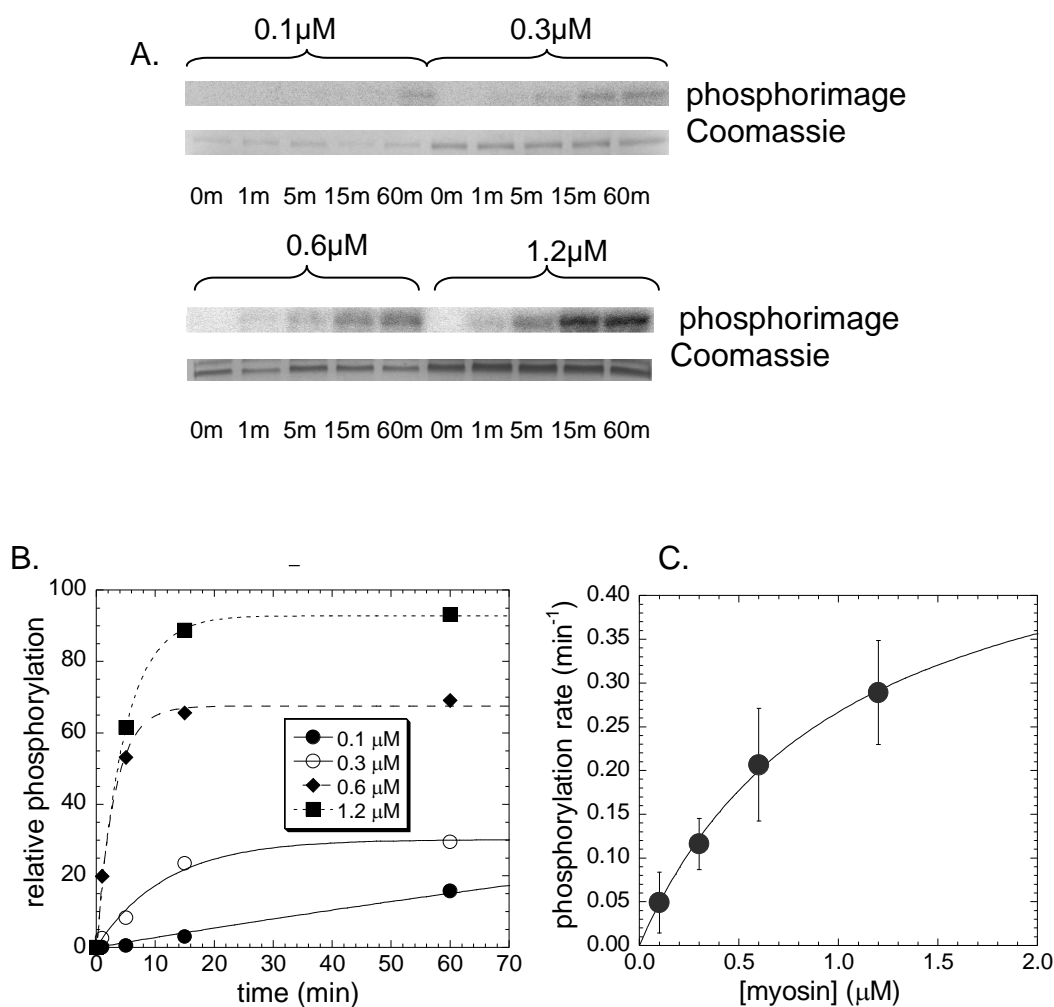 A.
0.1µM 0.3µM
phosphorimage
Coomassie
0m 1m 5m 15m 60m 0m 1m 5m 15m 60m
0.6µM 1.2µM
phosphorimage
Coomassie
0m 1m 5m 15m 60m 0m 1m 5m 15m 60m
B.
relative phosphorylation
100
80
60
40
20
0
0 10 20 30 40 50 60 70
time (min)
0.1 µM
0.3 µM
0.6 µM
1.2 µM
C.
phosphorylation rate (min⁻¹)
0.40
0.35
0.30
0.25
0.20
0.15
0.10
0.05
0.00
0.0 0.5 1.0 1.5 2.0
[myosin] (µM)